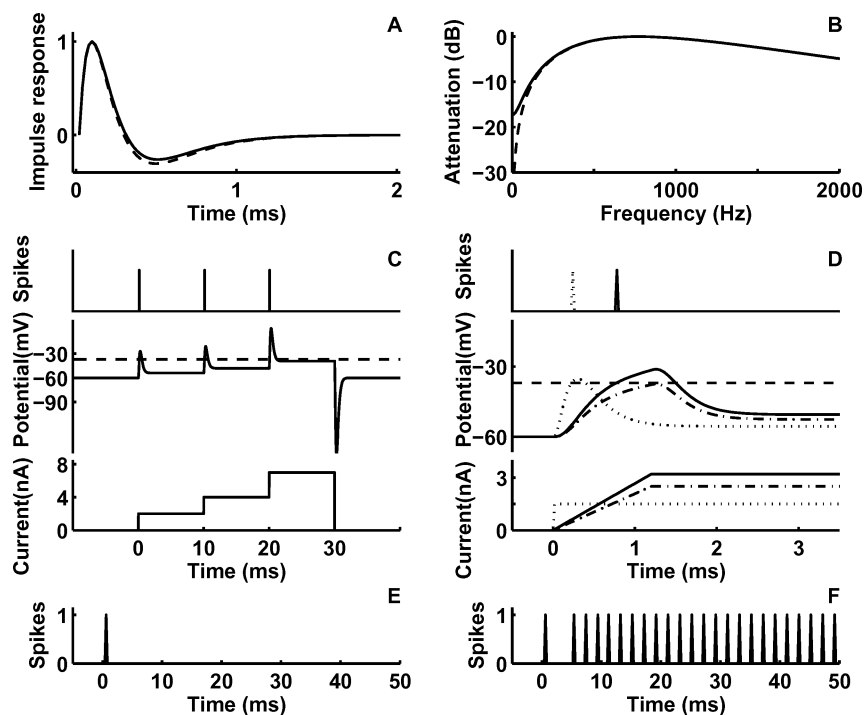 A
Impulse response
1
0
0 1 2
Time (ms)
B
Attenuation (dB)
0
−10
−20
−30
0 1000 2000
Frequency (Hz)
C
Spikes
Potential(mV)
−30
−60
−90
Current(nA)
8
4
0
0 10 20 30
Time (ms)
D
Spikes
Potential(mV)
−30
−60
Current(nA)
3
0
0 1 2 3
Time (ms)
E
Spikes
1
0
0 10 20 30 40 50
Time (ms)
F
Spikes
1
0
0 10 20 30 40 50
Time (ms)